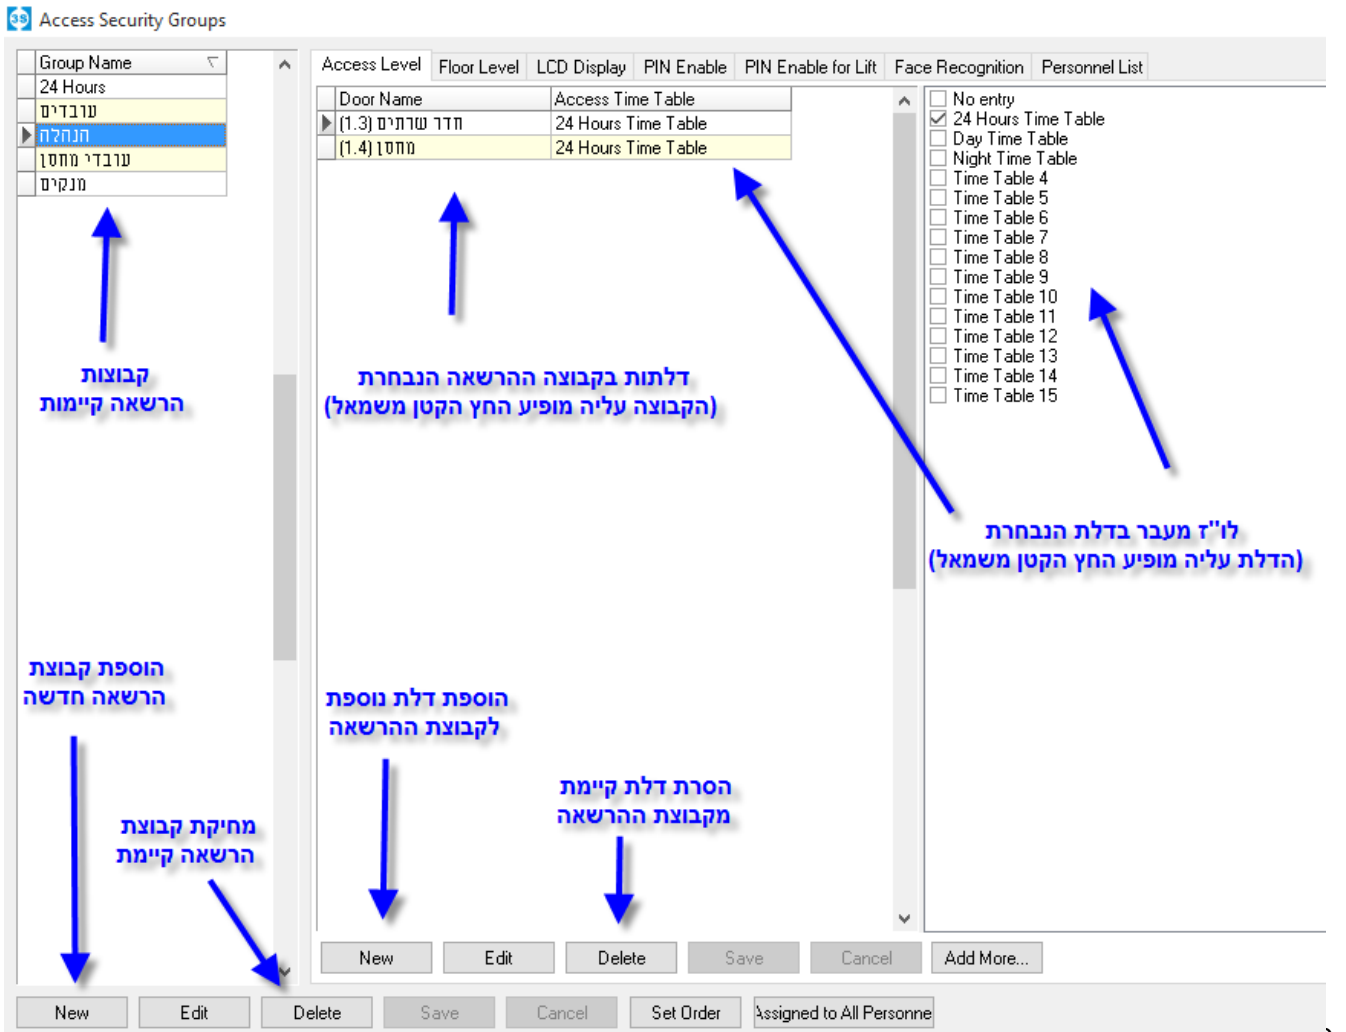 3S Access Security Groups
Group Name
24 Hours
עובדים
הנהלה
עובדי מחסן
מנקים
קבוצות
הרשאה קיימות
הוספת קבוצת
הרשאה חדשה
מחיקת קבוצת
הרשאה קיימת
Access Level Floor Level LCD Display PIN Enable PIN Enable for Lift Face Recognition Personnel List
Door Name Access Time Table
חדר שרתים (1.3) 24 Hours Time Table
מחסן (1.4) 24 Hours Time Table
דלתות בקבוצה ההרשאה הנבחרת
(הקבוצה עליה מופיע החץ הקטן משמאל)
הוספת דלת נוספת
לקבוצת ההרשאה
הסרת דלת קיימת
מקבוצת ההרשאה
No entry
24 Hours Time Table
Day Time Table
Night Time Table
Time Table 4
Time Table 5
Time Table 6
Time Table 7
Time Table 8
Time Table 9
Time Table 10
Time Table 11
Time Table 12
Time Table 13
Time Table 14
Time Table 15
לו"ז מעבר בדלת הנבחרת
(הדלת עליה מופיע החץ הקטן משמאל)
New Edit Delete Save Cancel Add More...
New Edit Delete Save Cancel Set Order Assigned to All Personne